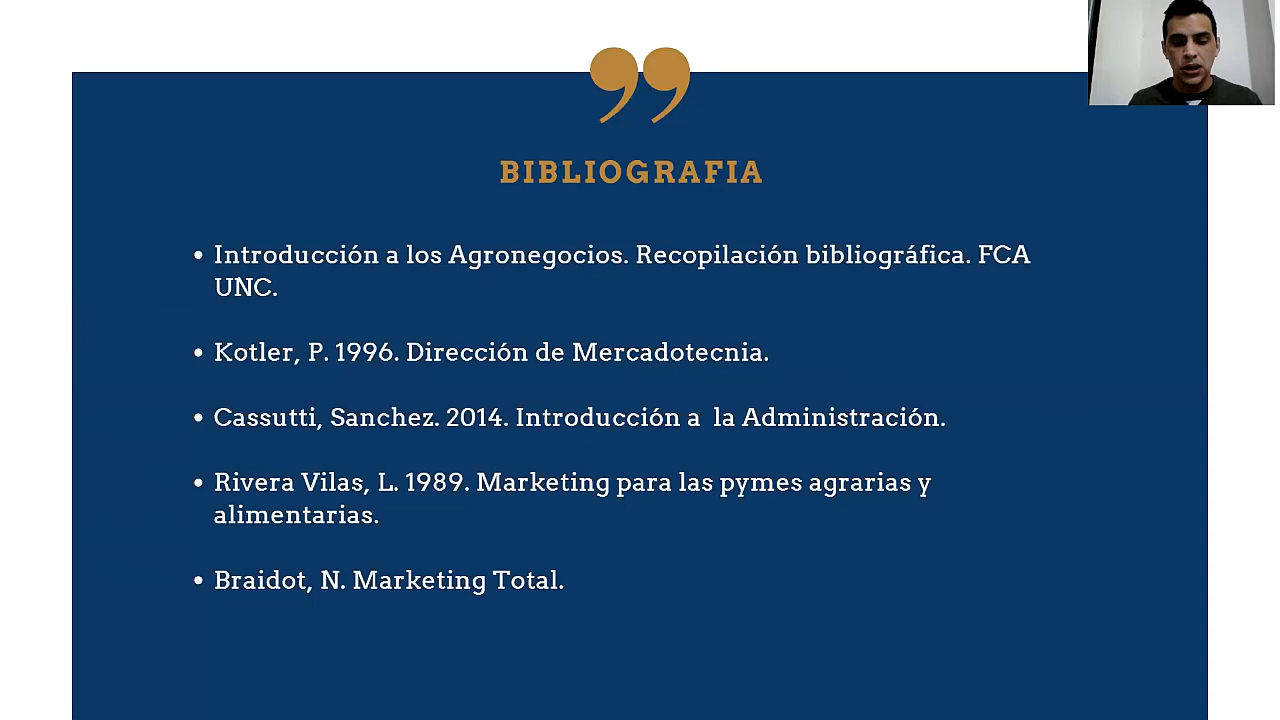 BIBLIOGRAFIA
• Introducción a los Agronegocios. Recopilación bibliográfica. FCA
UNC.
• Kotler, P. 1996. Dirección de Mercadotecnia.
• Cassutti, Sanchez. 2014. Introducción a  la Administración.
• Rivera Vilas, L. 1989. Marketing para las pymes agrarias y
alimentarias.
• Braidot, N. Marketing Total.